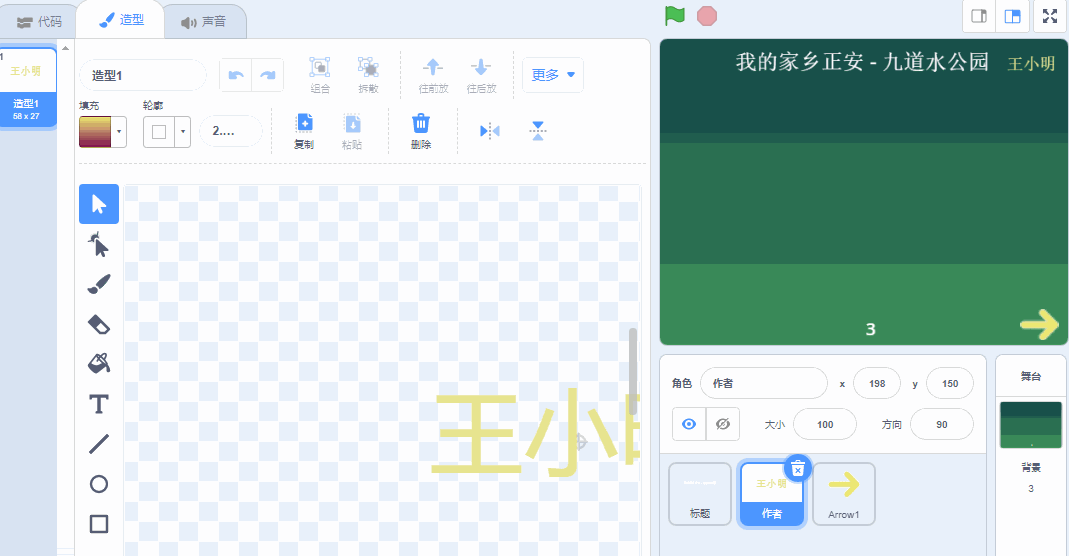 代码 造型 声音
1
王小明
造型1
58 x 27
造型1 组合 拆散 往前放 往后放 更多
填充 轮廓 2.... 复制 粘贴 删除
王小明
我的家乡正安 - 九道水公园 王小明
3
角色 作者 x 198 y 150
大小 100 方向 90
标题 王小明 作者 Arrow1
舞台
背景
3